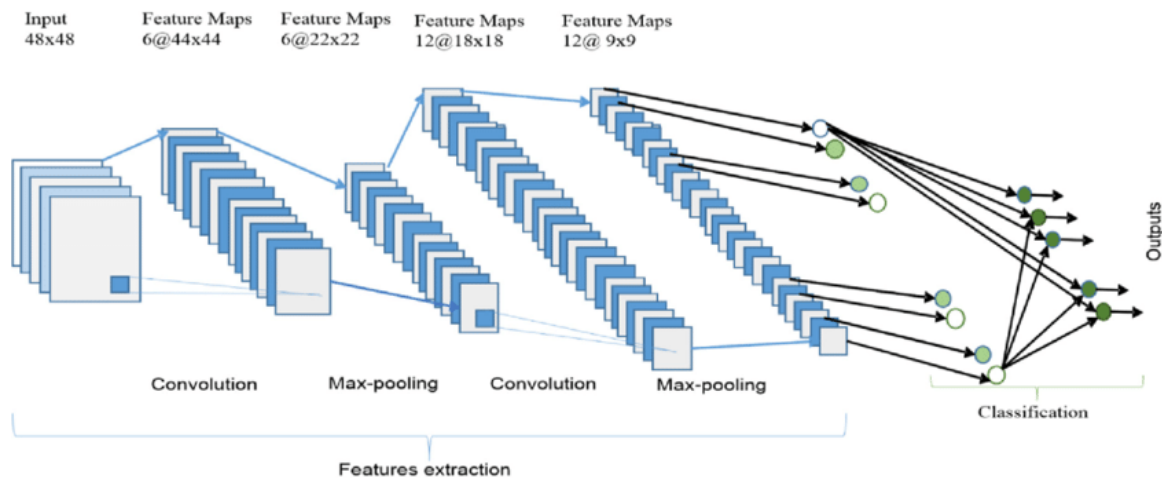 Input
48x48
Feature Maps
6@44x44
Feature Maps
6@22x22
Feature Maps
12@18x18
Feature Maps
12@ 9x9
Outputs
Convolution
Max-pooling
Convolution
Max-pooling
Classification
Features extraction